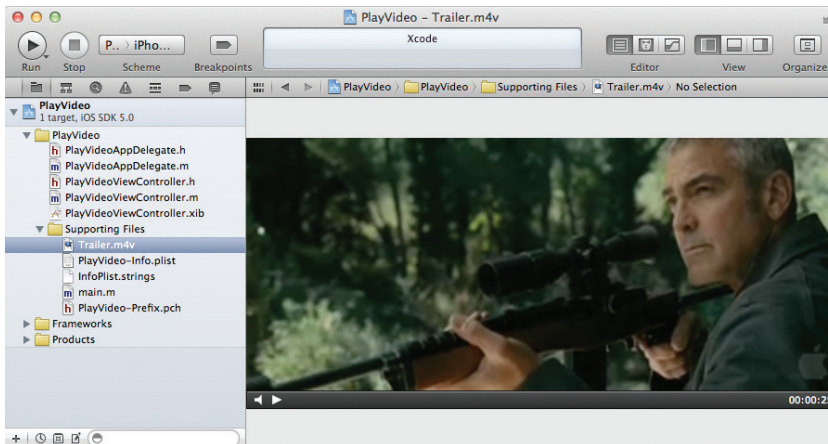 PlayVideo – Trailer.m4v
P.. 〉 iPho...
Xcode
Run
Stop
Scheme
Breakpoints
Editor
View
PlayVideo 〉 PlayVideo 〉 Supporting Files 〉 Trailer.m4v 〉 No Selection
PlayVideo
1 target, iOS SDK 5.0
PlayVideo
h PlayVideoAppDelegate.h
m PlayVideoAppDelegate.m
h PlayVideoViewController.h
m PlayVideoViewController.m
PlayVideoViewController.xib
Supporting Files
Trailer.m4v
PlayVideo-Info.plist
InfoPlist.strings
m main.m
h PlayVideo-Prefix.pch
Frameworks
Products